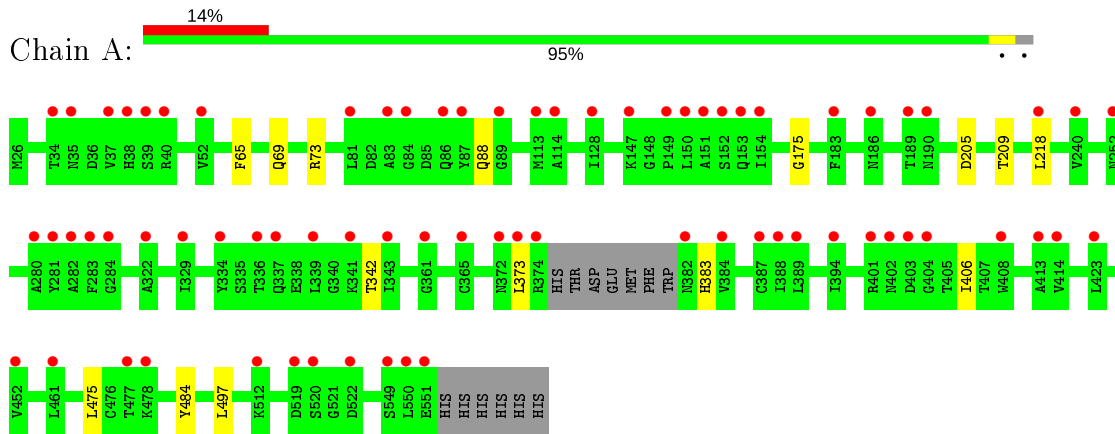 14%
Chain A:
95%
M26 T34 N35 D36 V37 H38 S39 R40 V52 F65 Q69 R73 L81 D82 A83 G84 D85 Q86 Y87 Q88 G89 M113 A114 I128 K147 G148 P149 L150 A151 S152 Q153 I154 G175 F183 N186 T189 N190 D205 T209 L218 V240
A280 Y281 A282 F283 G284 A322 I329 Y334 S335 T336 Q337 E338 L339 G340 K341 T342 I343 G361 C365 N372 L373 R374 HIS THR ASP GLU MET PHE TRP N382 H383 V384 C387 I388 L389 I394 R401 N402 D403 G404 T405 I406 T407 W408 A413 V414 L423
V452 L461 L475 C476 T477 K478 Y484 L497 K512 D519 S520 G521 D522 S549 L550 E551 HIS HIS HIS HIS HIS HIS